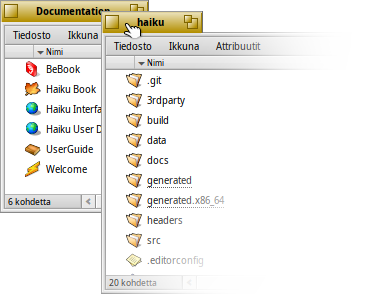 Documentation
Tiedosto Ikkuna
Nimi
BeBook
Haiku Book
Haiku Interfa
Haiku User D
UserGuide
Welcome
6 kohdetta
haiku
Tiedosto Ikkuna Attribuutit
Nimi
.git
3rdparty
build
data
docs
generated
generated.x86_64
headers
src
.editorconfig
20 kohdetta